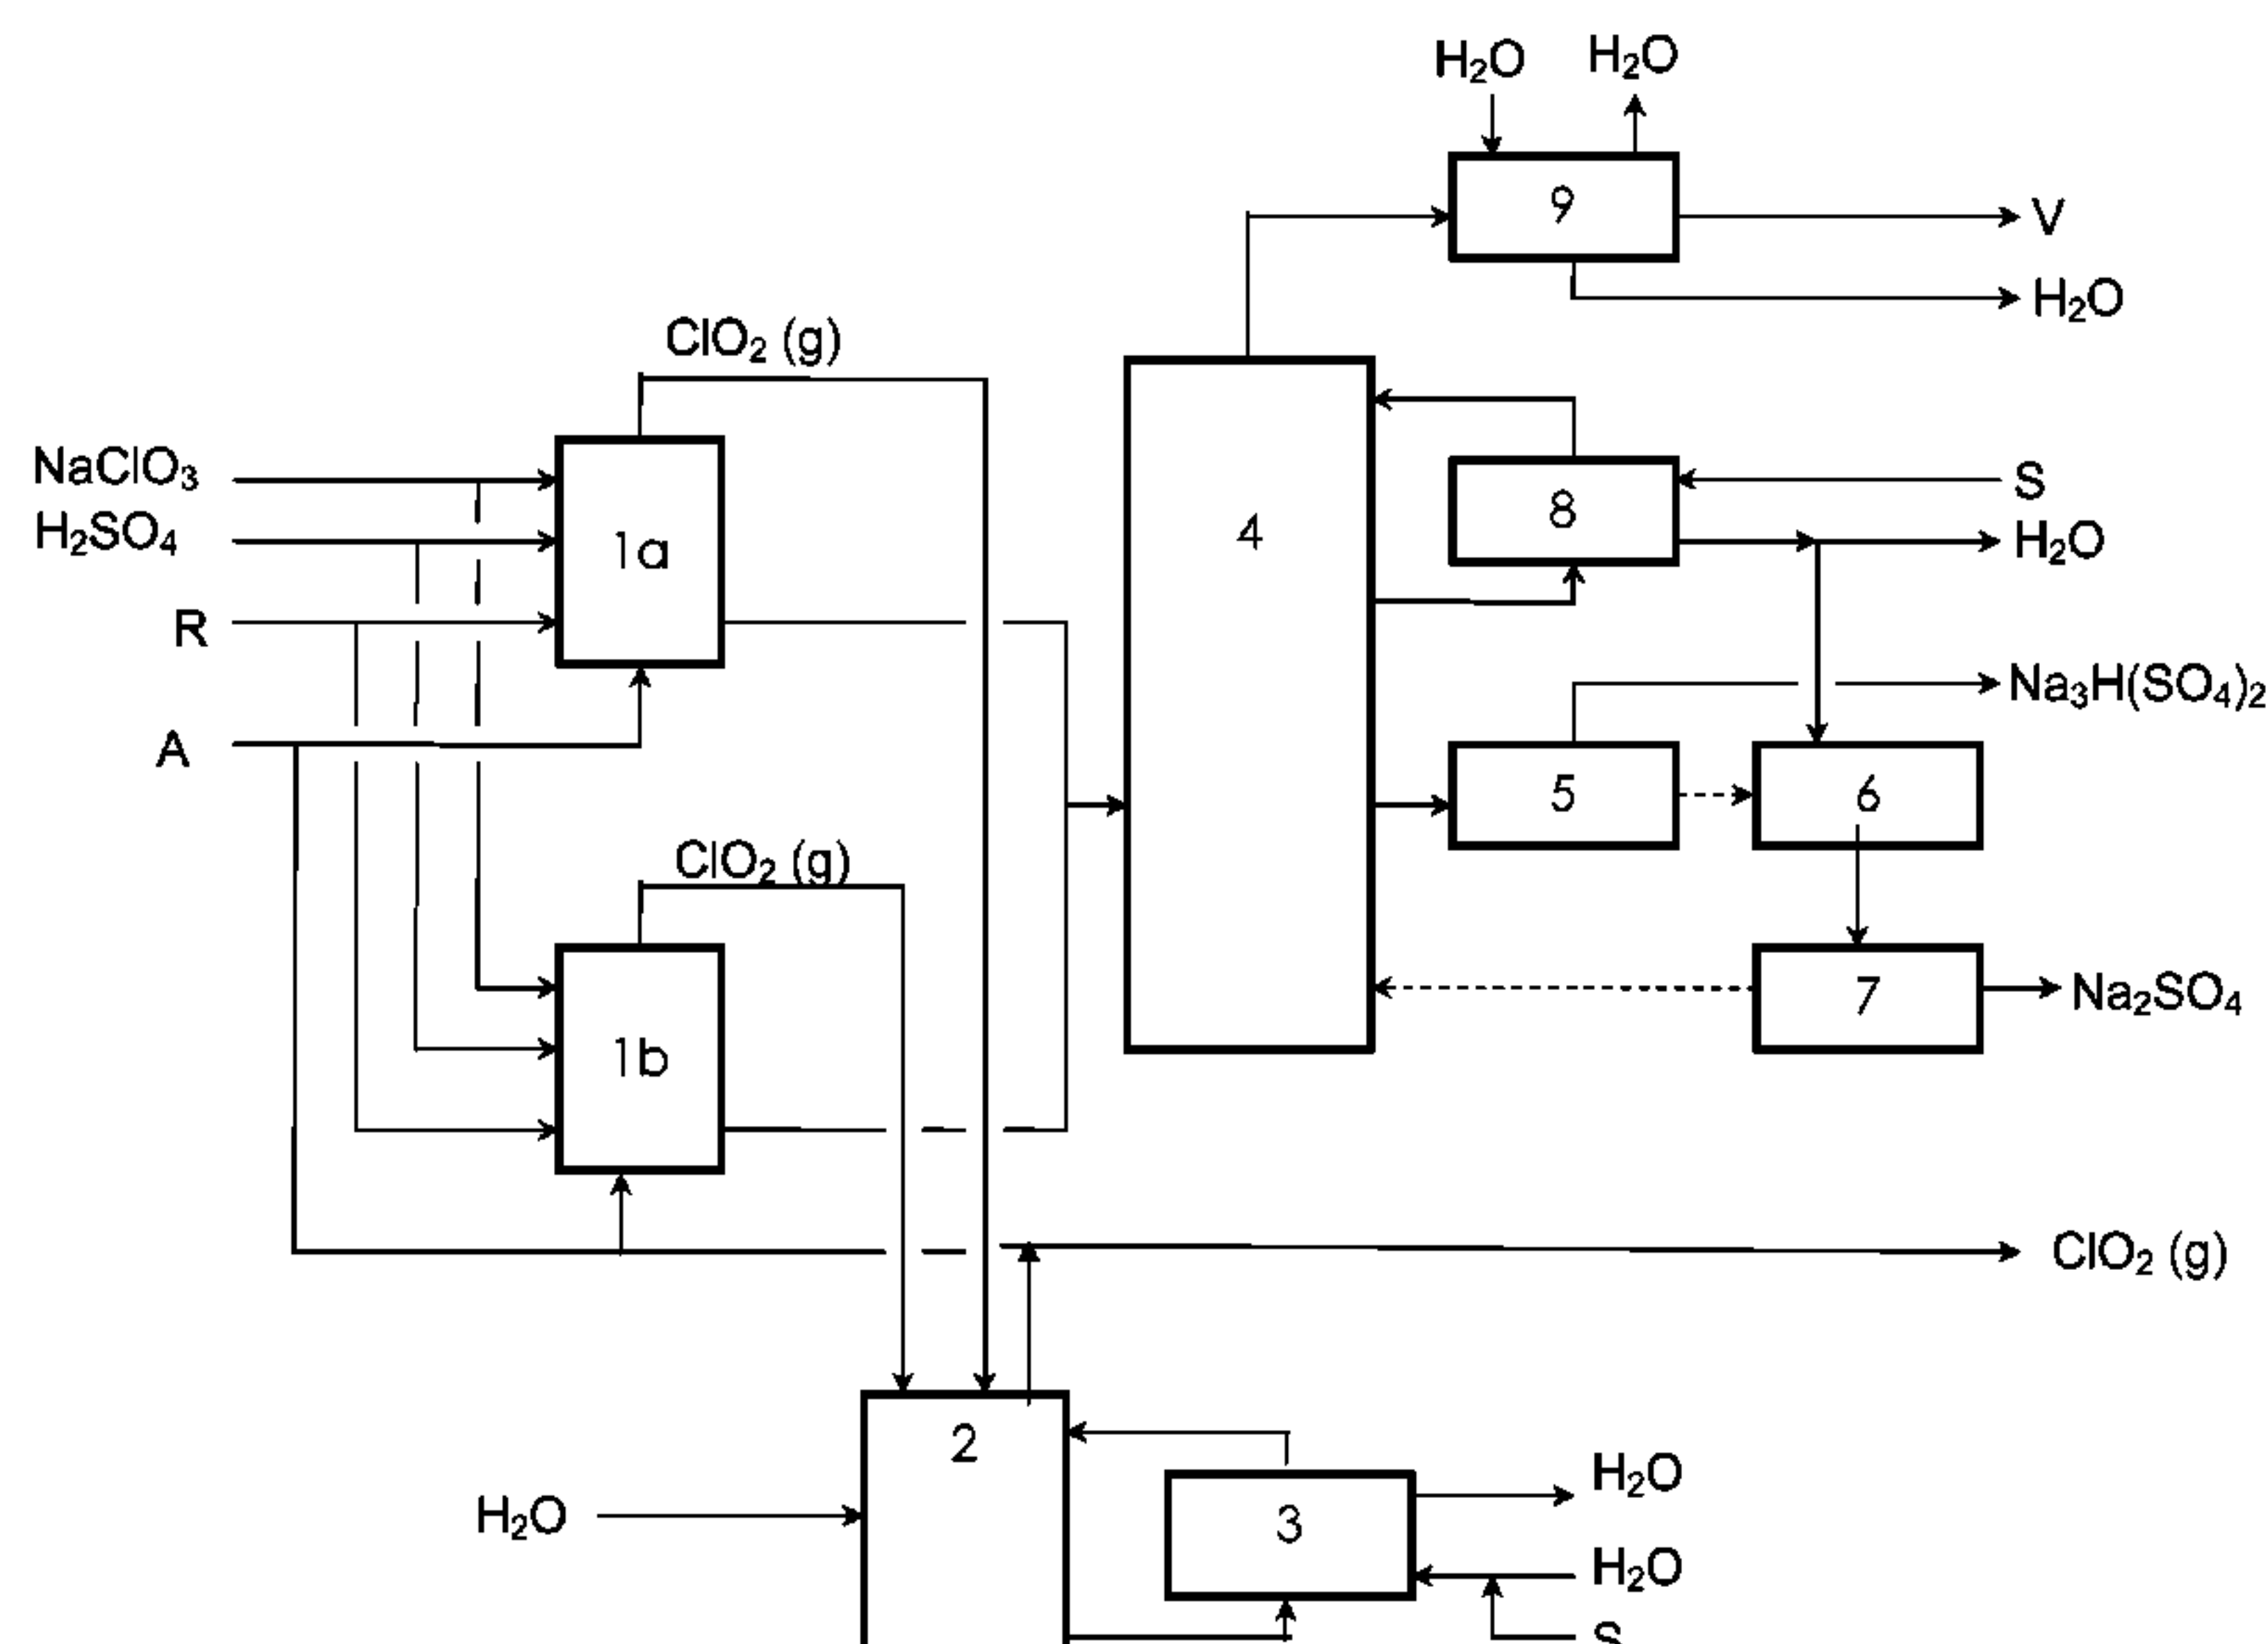 H₂O
H₂O
9
V
H₂O
ClO₂ (g)
NaClO₃
H₂SO₄
1a
R
A
4
8
S
H₂O
Na₃H(SO₄)₂
5
6
ClO₂ (g)
7
Na₂SO₄
1b
ClO₂ (g)
2
H₂O
3
H₂O
H₂O
S